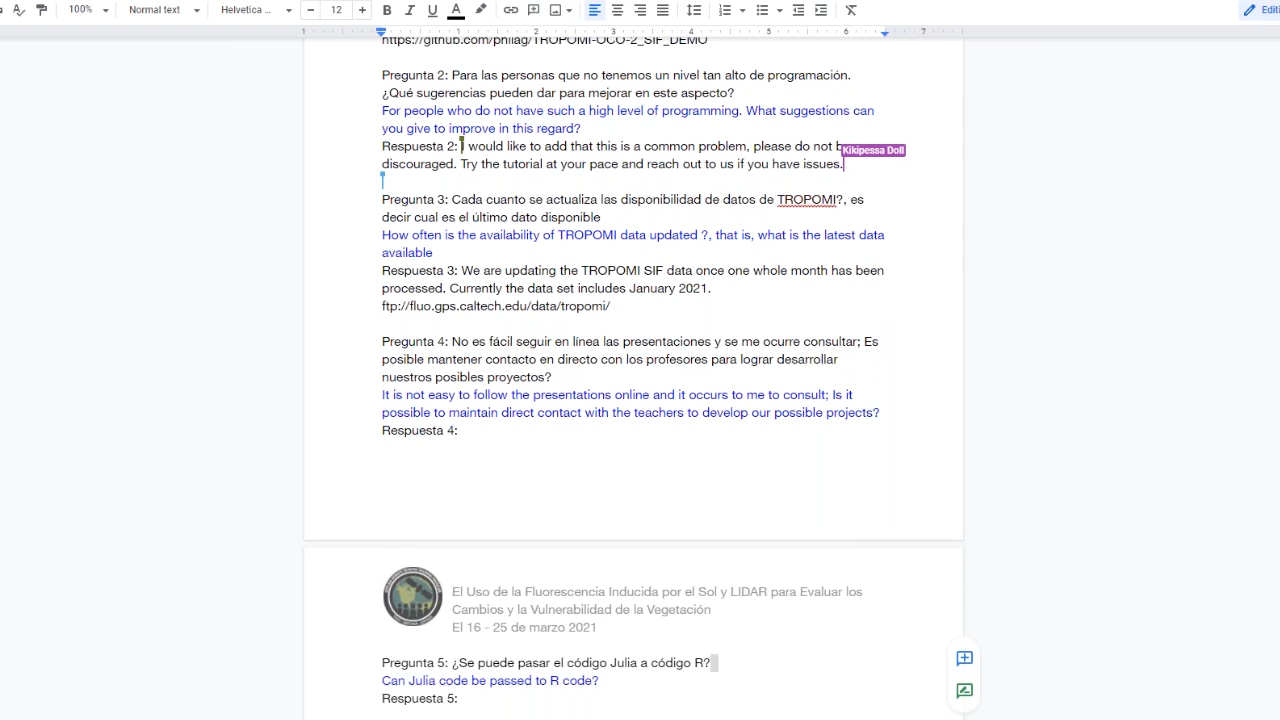 100% Normal text Helvetica ... 12 B I U A Editi
1 1 2 3 4 5 6 7
https://github.com/philag/TROPOMI-OCO-2_SIF_DEMO
Pregunta 2: Para las personas que no tenemos un nivel tan alto de programación.
¿Qué sugerencias pueden dar para mejorar en este aspecto?
For people who do not have such a high level of programming. What suggestions can
you give to improve in this regard?
Respuesta 2: I would like to add that this is a common problem, please do not b
Kikipessa Doll
discouraged. Try the tutorial at your pace and reach out to us if you have issues.
Pregunta 3: Cada cuanto se actualiza las disponibilidad de datos de TROPOMI?, es
decir cual es el último dato disponible
How often is the availability of TROPOMI data updated ?, that is, what is the latest data
available
Respuesta 3: We are updating the TROPOMI SIF data once one whole month has been
processed. Currently the data set includes January 2021.
ftp://fluo.gps.caltech.edu/data/tropomi/
Pregunta 4: No es fácil seguir en línea las presentaciones y se me ocurre consultar; Es
posible mantener contacto en directo con los profesores para lograr desarrollar
nuestros posibles proyectos?
It is not easy to follow the presentations online and it occurs to me to consult; Is it
possible to maintain direct contact with the teachers to develop our possible projects?
Respuesta 4:
El Uso de la Fluorescencia Inducida por el Sol y LIDAR para Evaluar los
Cambios y la Vulnerabilidad de la Vegetación
El 16 - 25 de marzo 2021
Pregunta 5: ¿Se puede pasar el código Julia a código R?
Can Julia code be passed to R code?
Respuesta 5: